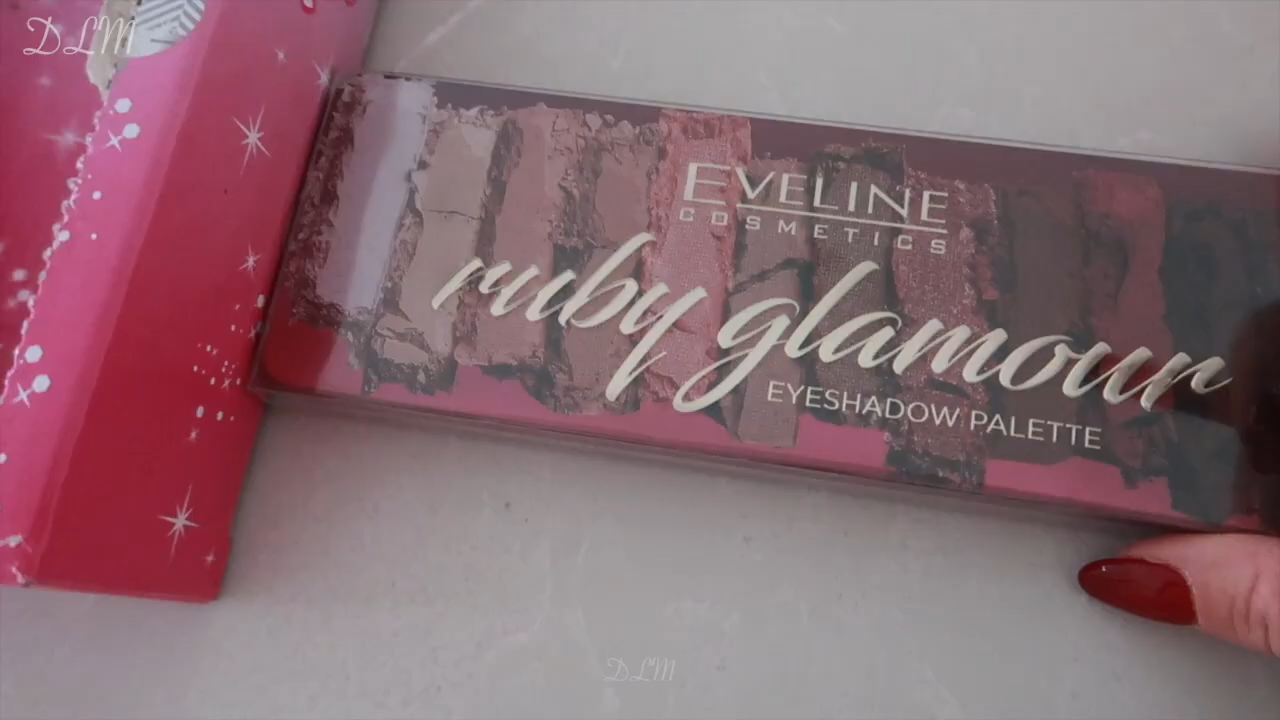 DLM
EVELINE
COSMETICS
ruby glamour
EYESHADOW PALETTE
DLM